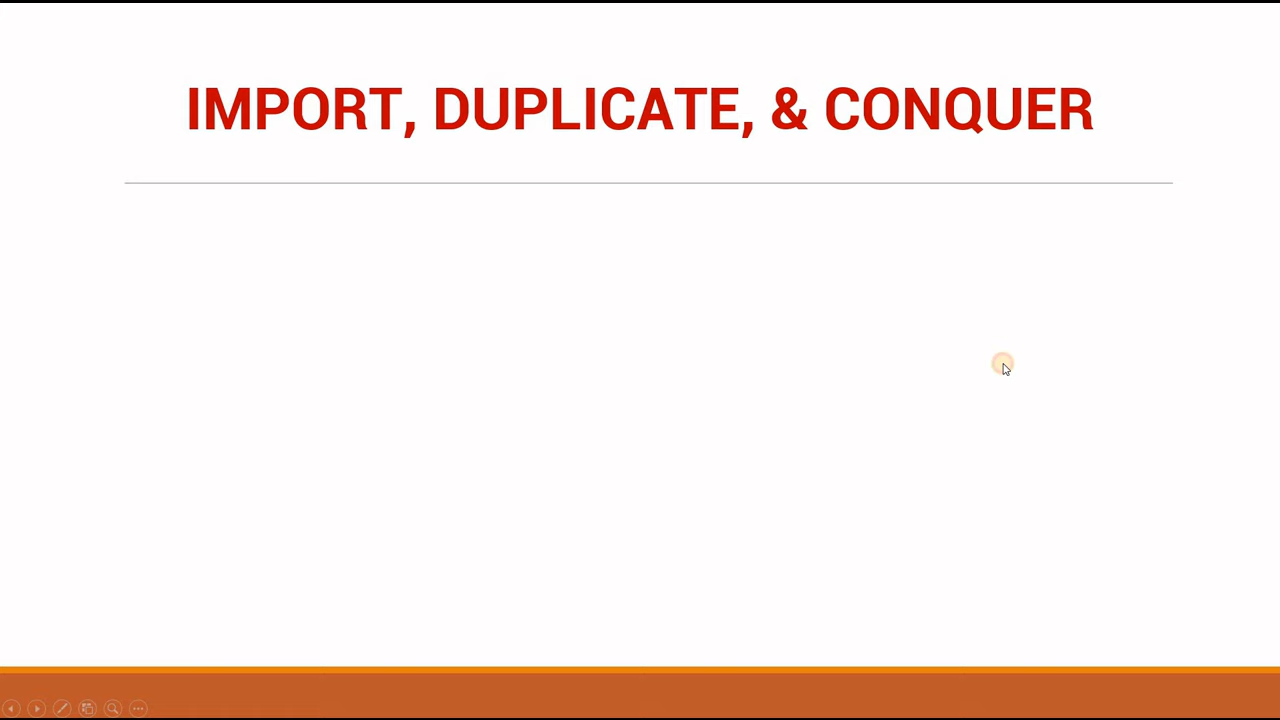 IMPORT, DUPLICATE, & CONQUER